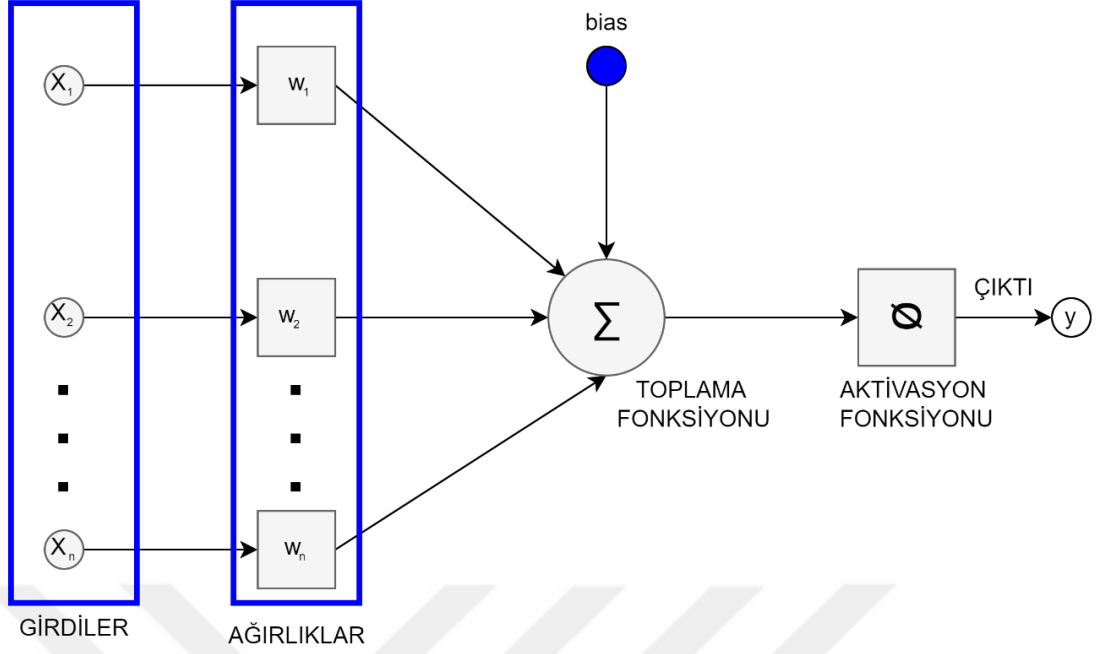 bias
X₁
w₁
X₂
w₂
∑
Ꝋ
ÇIKTI
y
TOPLAMA
FONKSİYONU
AKTİVASYON
FONKSİYONU
Xₙ
wₙ
GİRDİLER
AĞIRLIKLAR